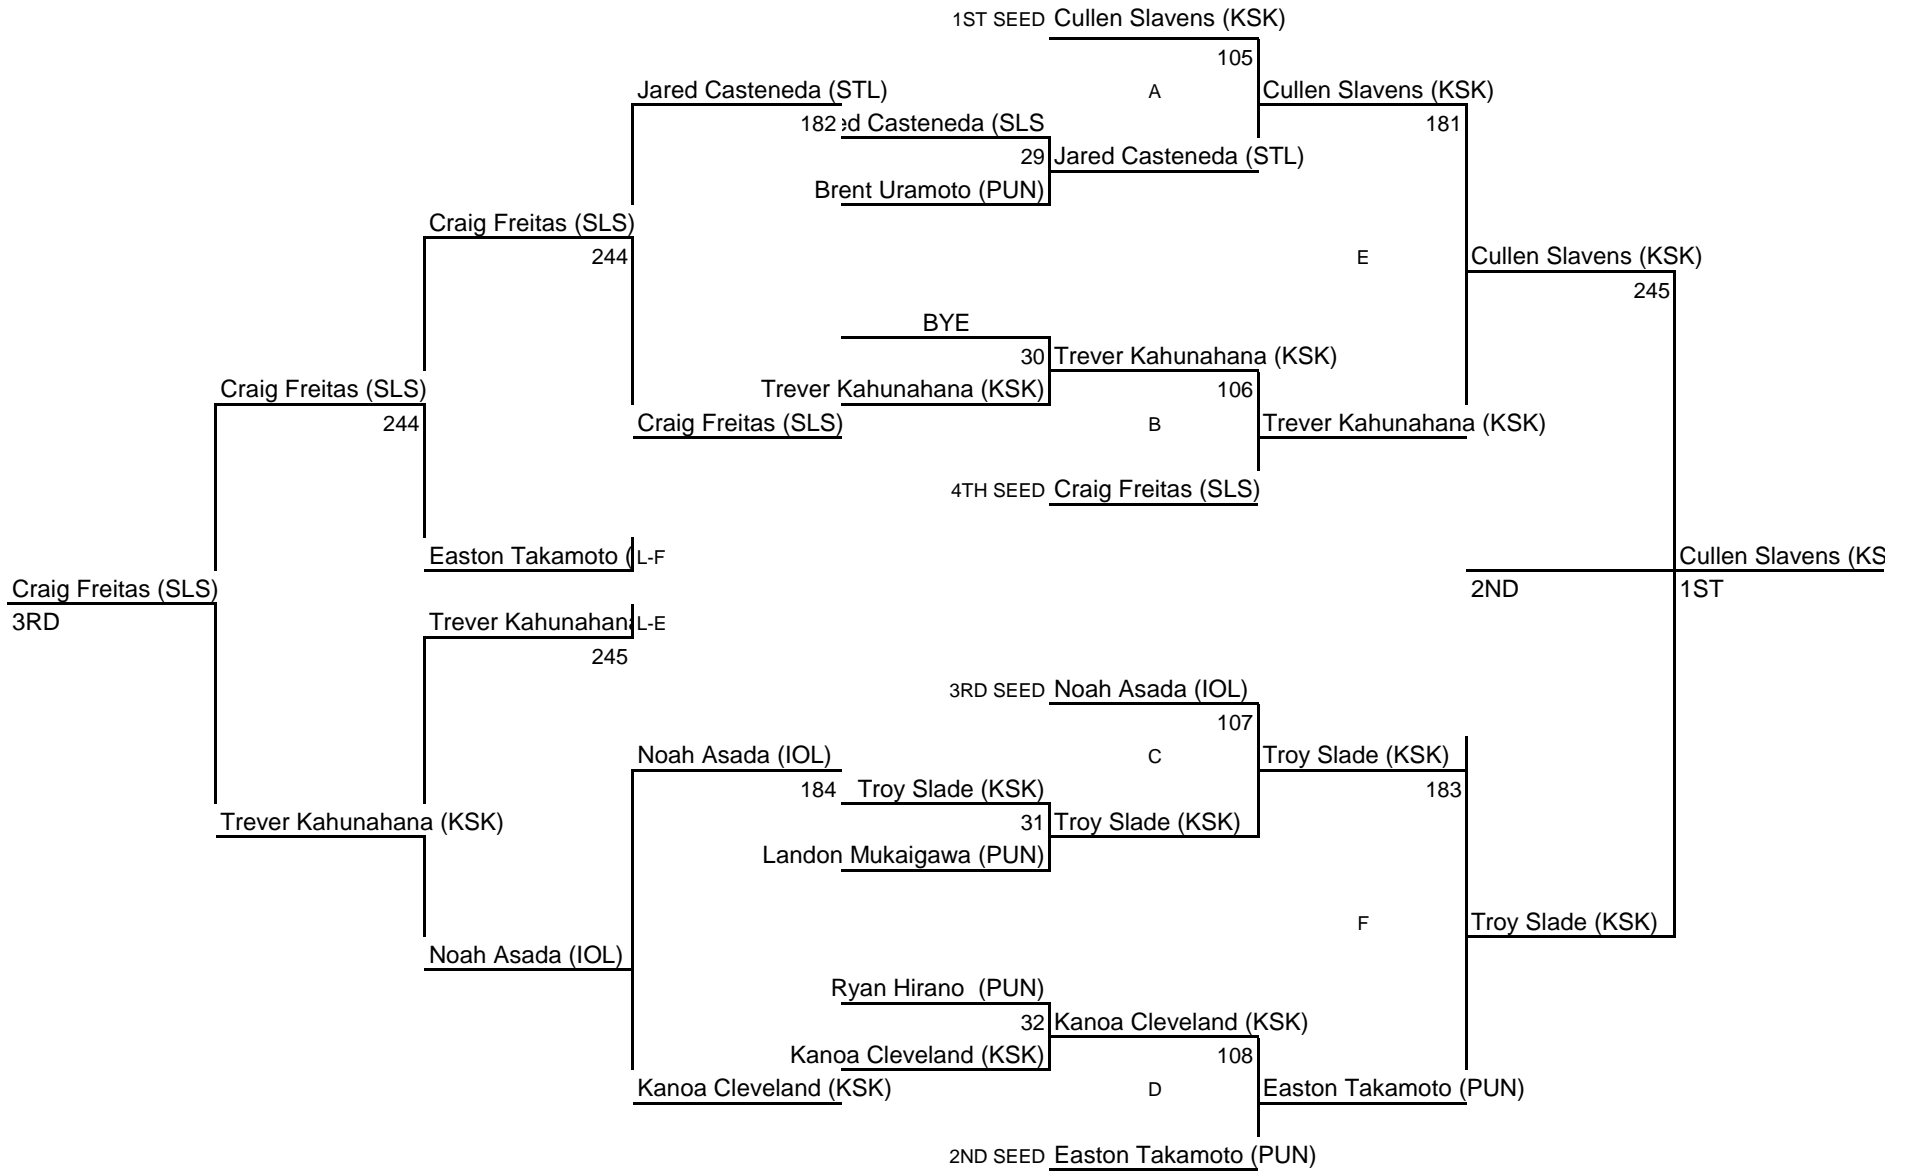 1ST SEED Cullen Slavens (KSK)
105
Jared Casteneda (STL) A Cullen Slavens (KSK)
182 ed Casteneda (SLS 181
29 Jared Casteneda (STL)
Brent Uramoto (PUN)
Craig Freitas (SLS)
244 E Cullen Slavens (KSK)
245
BYE
30 Trever Kahunahana (KSK)
Craig Freitas (SLS) Trever Kahunahana (KSK) 106
244 Craig Freitas (SLS) B Trever Kahunahana (KSK)
4TH SEED Craig Freitas (SLS)
Easton Takamoto ( L-F Cullen Slavens (KS
Craig Freitas (SLS) 2ND 1ST
3RD Trever Kahunahana L-E
245
3RD SEED Noah Asada (IOL)
107
Noah Asada (IOL) C Troy Slade (KSK)
184 Troy Slade (KSK) 183
Trever Kahunahana (KSK) 31 Troy Slade (KSK)
Landon Mukaigawa (PUN)
F Troy Slade (KSK)
Noah Asada (IOL)
Ryan Hirano (PUN)
32 Kanoa Cleveland (KSK)
Kanoa Cleveland (KSK) 108
Kanoa Cleveland (KSK) D Easton Takamoto (PUN)
2ND SEED Easton Takamoto (PUN)